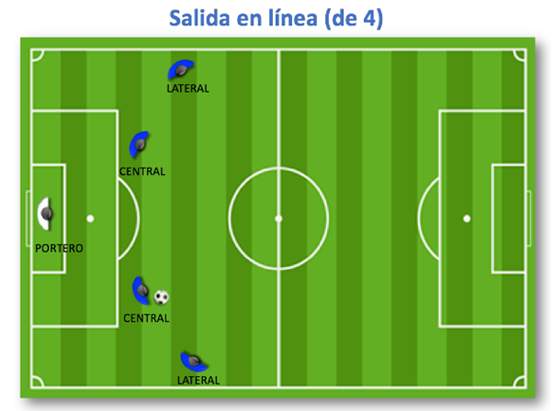 Salida en línea (de 4)
LATERAL
CENTRAL
PORTERO
CENTRAL
LATERAL